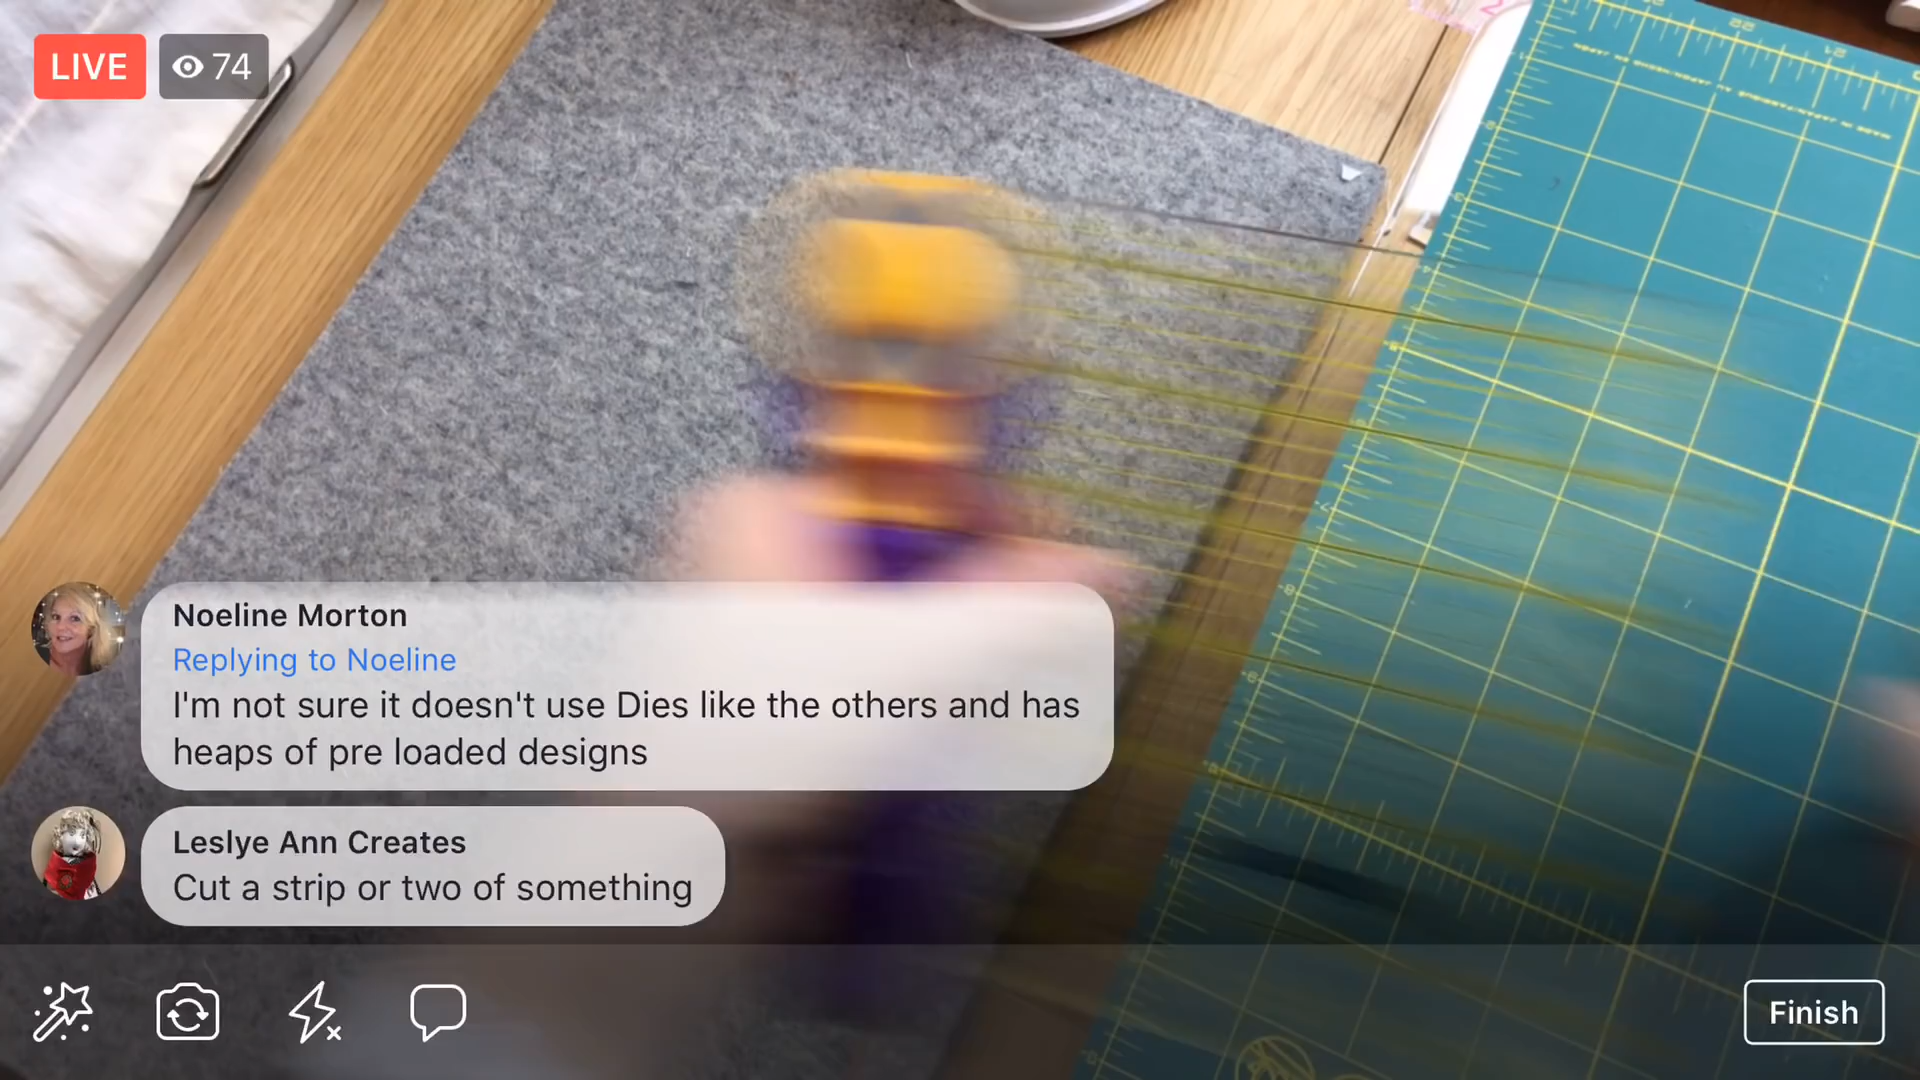 LIVE
74
Noeline Morton
Replying to Noeline
I'm not sure it doesn't use Dies like the others and has
heaps of pre loaded designs
Leslye Ann Creates
Cut a strip or two of something
Finish